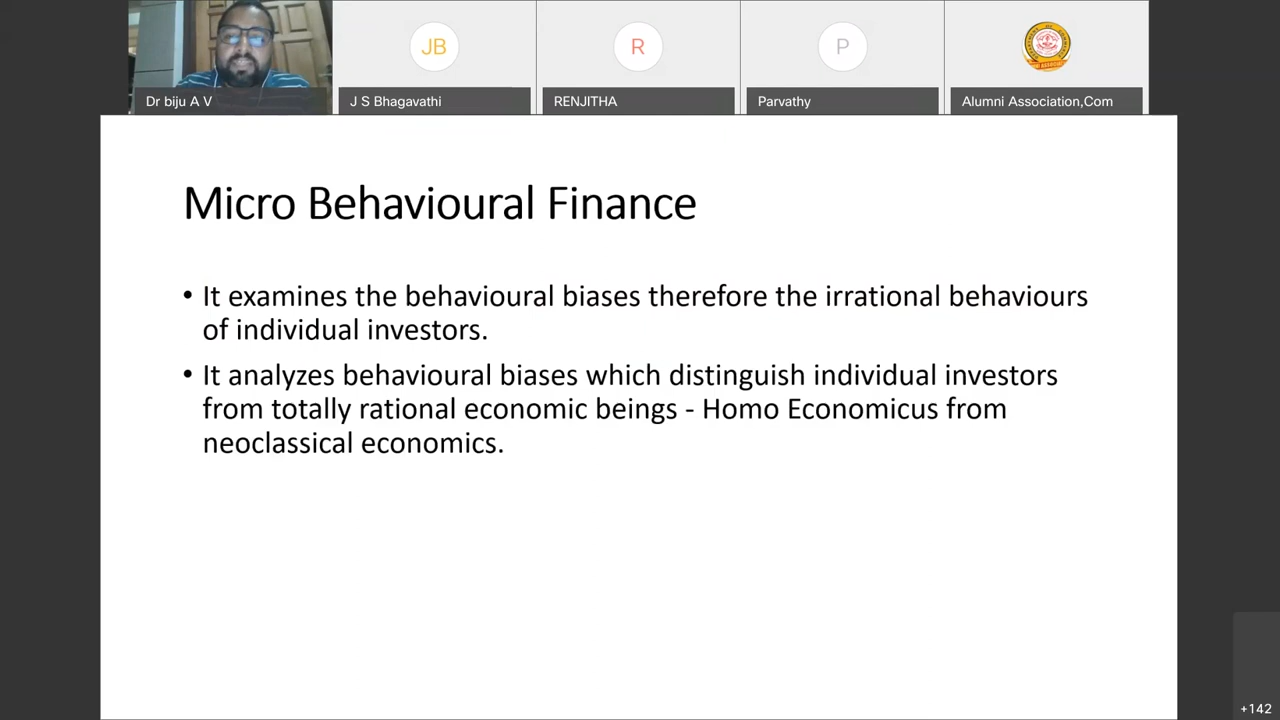 JB
R
P
Dr biju A V
J S Bhagavathi
RENJITHA
Parvathy
Alumni Association,Com
Micro Behavioural Finance
• It examines the behavioural biases therefore the irrational behaviours
of individual investors.
• It analyzes behavioural biases which distinguish individual investors
from totally rational economic beings - Homo Economicus from
neoclassical economics.
+142